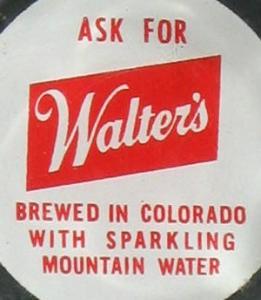 ASK FOR
Walter's
BREWED IN COLORADO
WITH SPARKLING
MOUNTAIN WATER